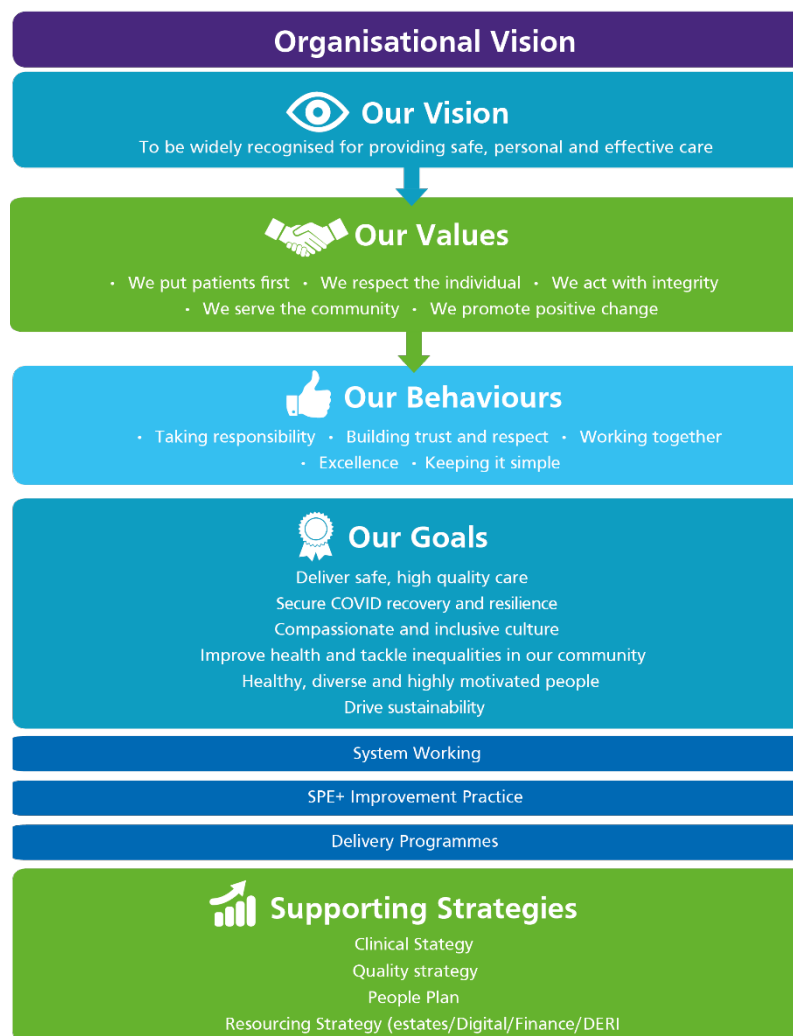 Organisational Vision
Our Vision
To be widely recognised for providing safe, personal and effective care
Our Values
• We put patients first • We respect the individual • We act with integrity
• We serve the community • We promote positive change
Our Behaviours
• Taking responsibility • Building trust and respect • Working together
• Excellence • Keeping it simple
Our Goals
Deliver safe, high quality care
Secure COVID recovery and resilience
Compassionate and inclusive culture
Improve health and tackle inequalities in our community
Healthy, diverse and highly motivated people
Drive sustainability
System Working
SPE+ Improvement Practice
Delivery Programmes
Supporting Strategies
Clinical Stategy
Quality strategy
People Plan
Resourcing Strategy (estates/Digital/Finance/DERI